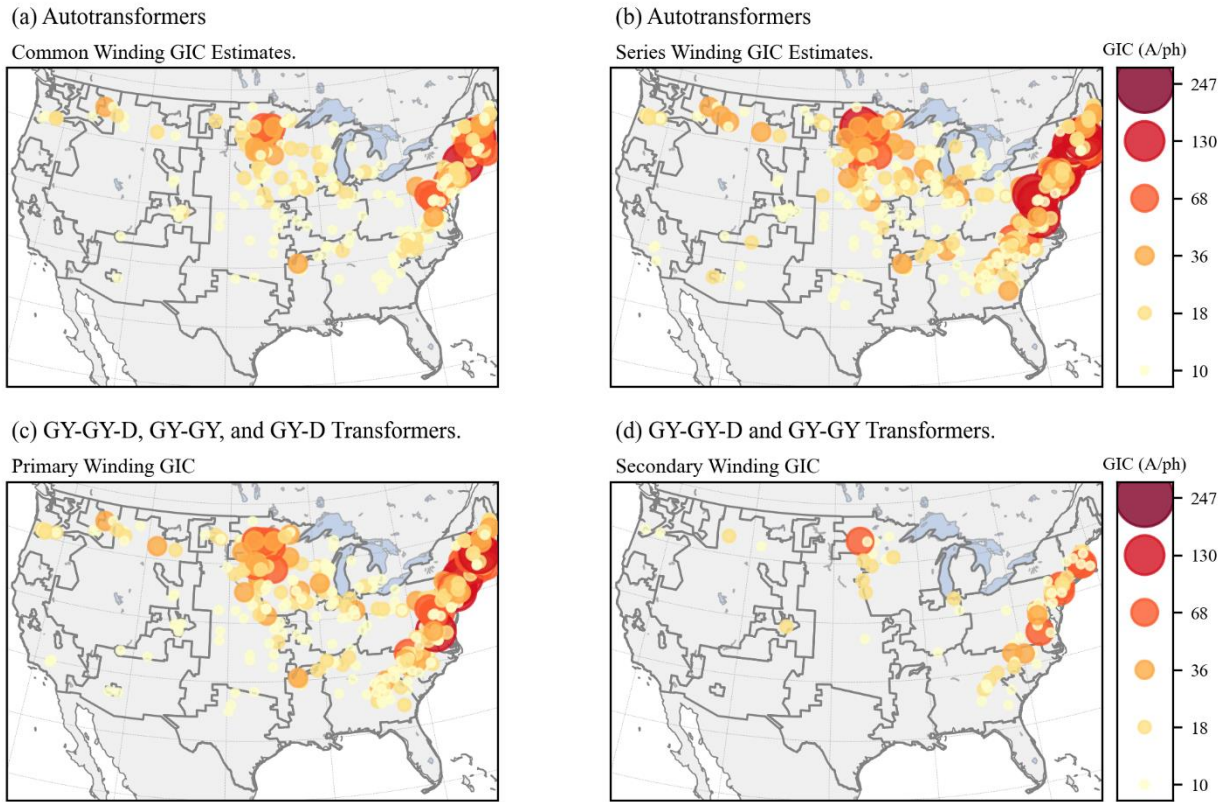 (a) Autotransformers
Common Winding GIC Estimates.
(b) Autotransformers
Series Winding GIC Estimates.
GIC (A/ph)
247
130
68
36
18
10
(c) GY-GY-D, GY-GY, and GY-D Transformers.
Primary Winding GIC
(d) GY-GY-D and GY-GY Transformers.
Secondary Winding GIC
GIC (A/ph)
247
130
68
36
18
10